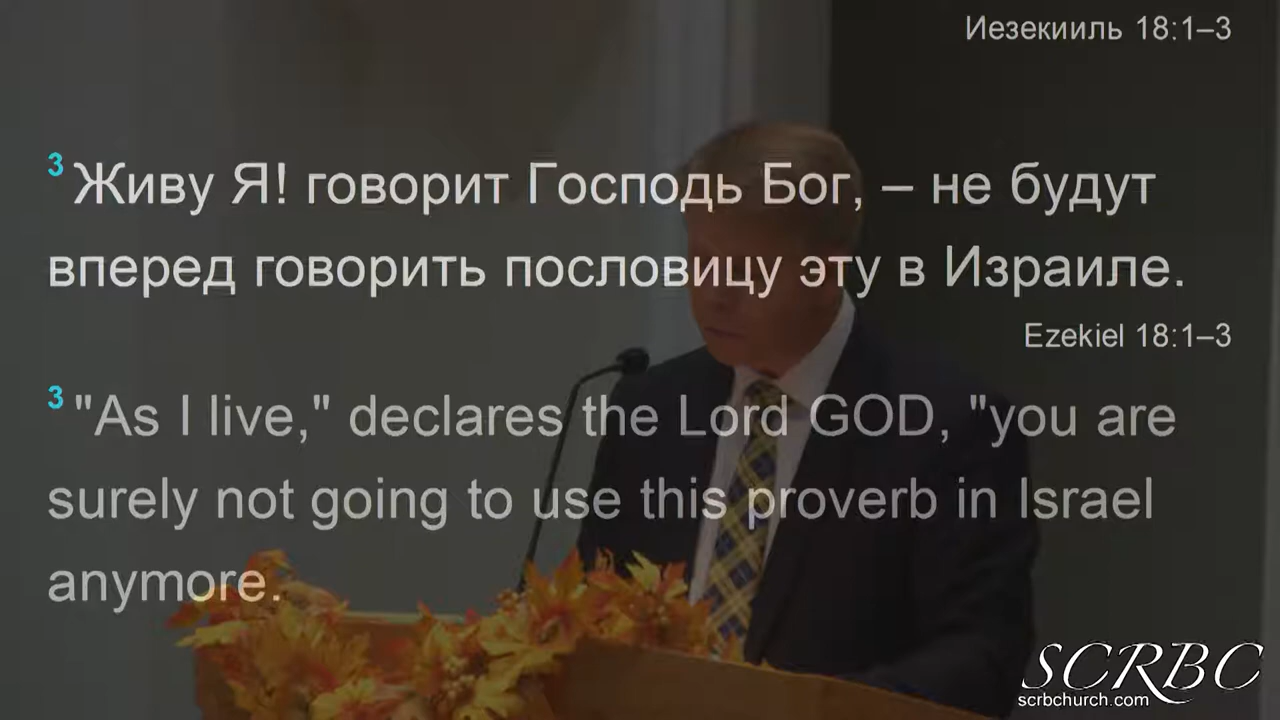 Иезекииль 18:1–3
3 Живу Я! говорит Господь Бог, – не будут
вперед говорить пословицу эту в Израиле.
Ezekiel 18:1–3
3 "As I live," declares the Lord GOD, "you are
surely not going to use this proverb in Israel
anymore.
SCRBC
scrbchurch.com